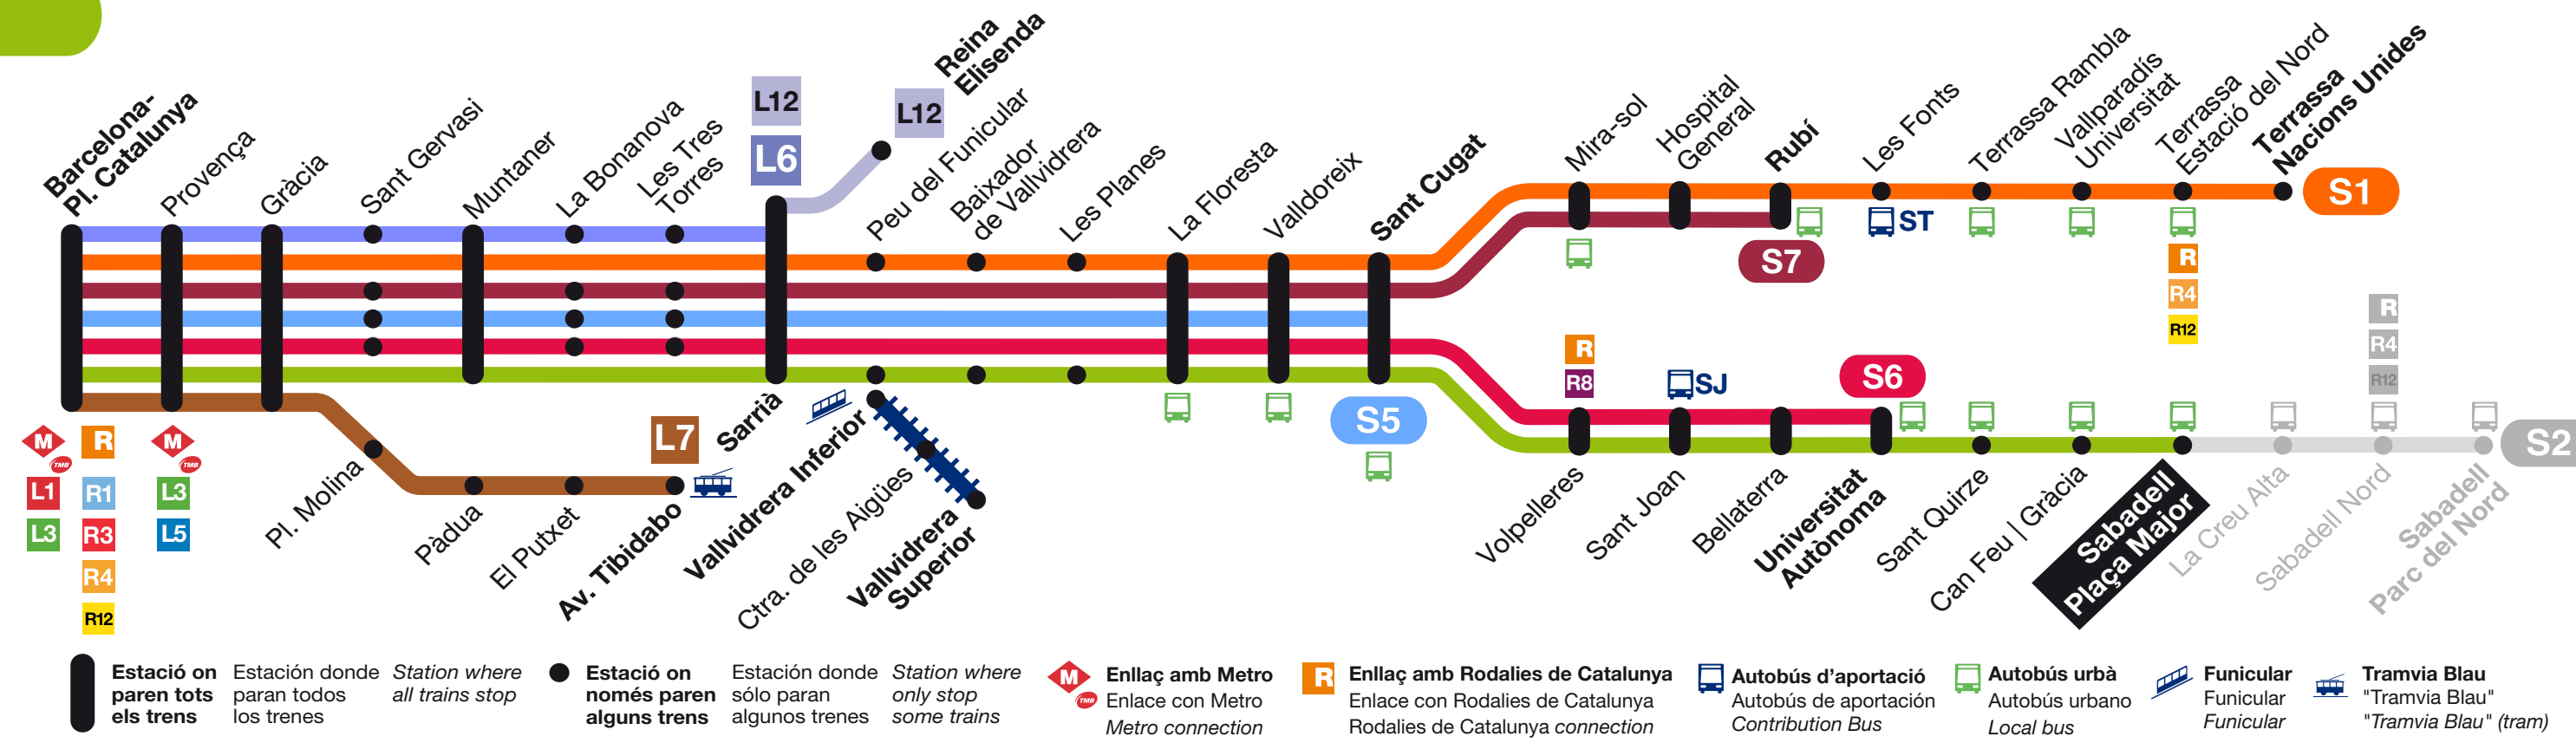 Barcelona-
Pl. Catalunya
Provença
Gràcia
Sant Gervasi
Muntaner
La Bonanova
Les Tres
Torres
L12
L6
L12
Reina
Elisenda
Peu del Funicular
Baixador
de Vallvidrera
Les Planes
La Floresta
Valldoreix
Sant Cugat
Mira-sol
Hospital
General
Rubí
Les Fonts
Terrassa Rambla
Vallparadís
Universitat
Terrassa
Estació del Nord
Terrassa
Nacions Unides
S1
ST
S7
R
R4
R12
R
R4
R12
R
R8
SJ
S6
S5
S2
M
TMB
L1
L3
R
R1
R3
R4
R12
M
TMB
L3
L5
Pl. Molina
Pàdua
El Putxet
Av. Tibidabo
L7
Sarrià
Vallvidrera Inferior
Ctra. de les Aigües
Vallvidrera
Superior
Volpelleres
Sant Joan
Bellaterra
Universitat
Autònoma
Sant Quirze
Can Feu | Gràcia
Sabadell
Plaça Major
La Creu Alta
Sabadell Nord
Sabadell
Parc del Nord
Estació on
paren tots
els trens
Estación donde
paran todos
los trenes
Station where
all trains stop
Estació on
només paren
alguns trens
Estación donde
sólo paran
algunos trenes
Station where
only stop
some trains
M
TMB
Enllaç amb Metro
Enlace con Metro
Metro connection
R
Enllaç amb Rodalies de Catalunya
Enlace con Rodalies de Catalunya
Rodalies de Catalunya connection
Autobús d'aportació
Autobús de aportación
Contribution Bus
Autobús urbà
Autobús urbano
Local bus
Funicular
Funicular
Funicular
Tramvia Blau
"Tramvia Blau"
"Tramvia Blau" (tram)